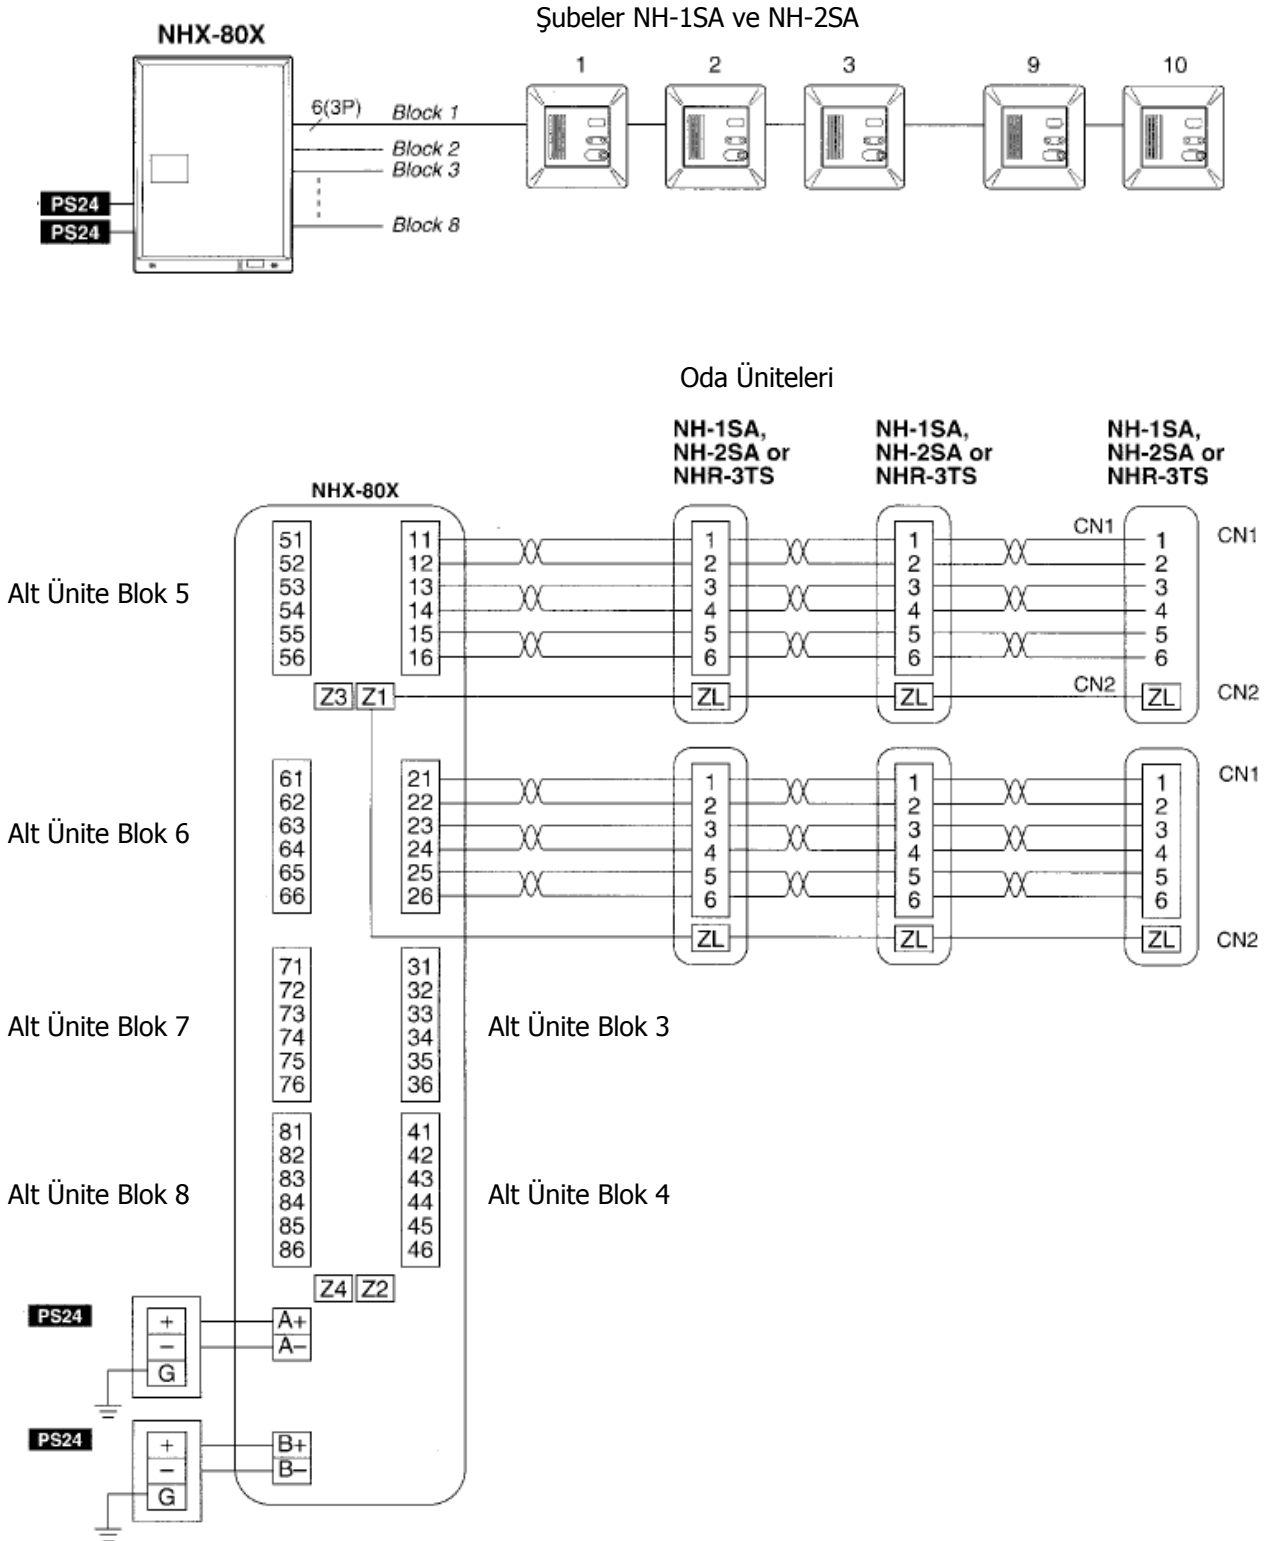 Şubeler NH-1SA ve NH-2SA
NHX-80X
1 2 3 9 10
6(3P) Block 1
Block 2
Block 3
Block 8
PS24
PS24
Oda Üniteleri
NH-1SA,
NH-2SA or
NHR-3TS
NH-1SA,
NH-2SA or
NHR-3TS
NH-1SA,
NH-2SA or
NHR-3TS
NHX-80X
51 11 1 1 CN1 1 CN1
52 12 2 2 2
53 13 3 3 3
Alt Ünite Blok 5
54 14 4 4 4
55 15 5 5 5
56 16 6 6 6
Z3 Z1 ZL ZL CN2 ZL CN2
61 21 1 1 1 CN1
62 22 2 2 2
63 23 3 3 3
Alt Ünite Blok 6
64 24 4 4 4
65 25 5 5 5
66 26 6 6 6
ZL ZL ZL CN2
71 31
72 32
73 33
Alt Ünite Blok 7 Alt Ünite Blok 3
74 34
75 35
76 36
81 41
82 42
83 43
Alt Ünite Blok 8 Alt Ünite Blok 4
84 44
85 45
86 46
Z4 Z2
PS24 + A+
− A−
G
PS24 + B+
− B−
G